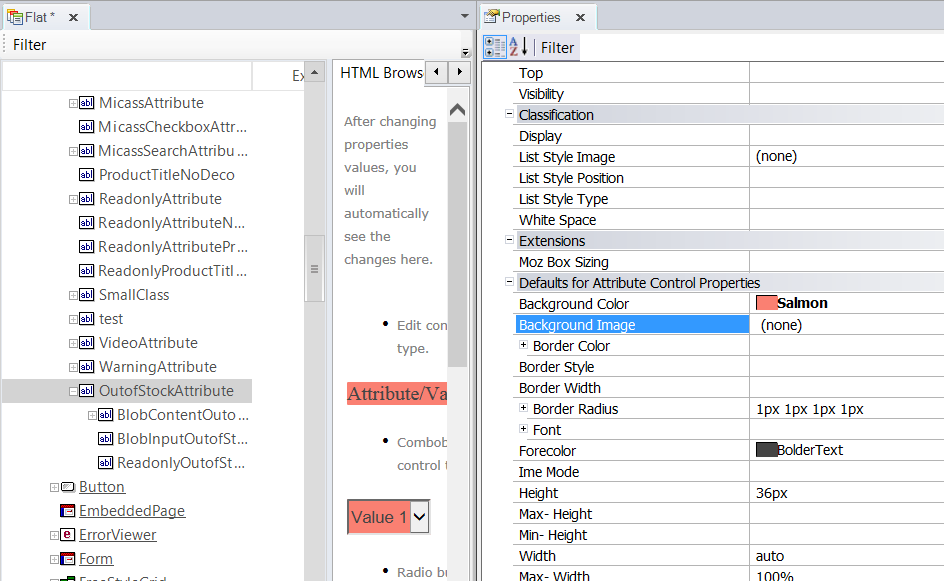 Flat *
Filter
Ex
MicassAttribute
MicassCheckboxAttr...
MicassSearchAttribu...
ProductTitleNoDeco
ReadonlyAttribute
ReadonlyAttributeN...
ReadonlyAttributePr...
ReadonlyProductTitl...
SmallClass
test
VideoAttribute
WarningAttribute
OutofStockAttribute
BlobContentOuto...
BlobInputOutofSt...
ReadonlyOutofSt...
Button
EmbeddedPage
ErrorViewer
Form
FreeStyleGrid
HTML Brows
After changing
properties
values, you
will
automatically
see the
changes here.
• Edit con
type.
Attribute/Va
• Combob
control t
Value 1
• Radio bu
Properties
Filter
Top
Visibility
Classification
Display
List Style Image (none)
List Style Position
List Style Type
White Space
Extensions
Moz Box Sizing
Defaults for Attribute Control Properties
Background Color Salmon
Background Image (none)
Border Color
Border Style
Border Width
Border Radius 1px 1px 1px 1px
Font
Forecolor BolderText
Ime Mode
Height 36px
Max- Height
Min- Height
Width auto
Max- Width 100%